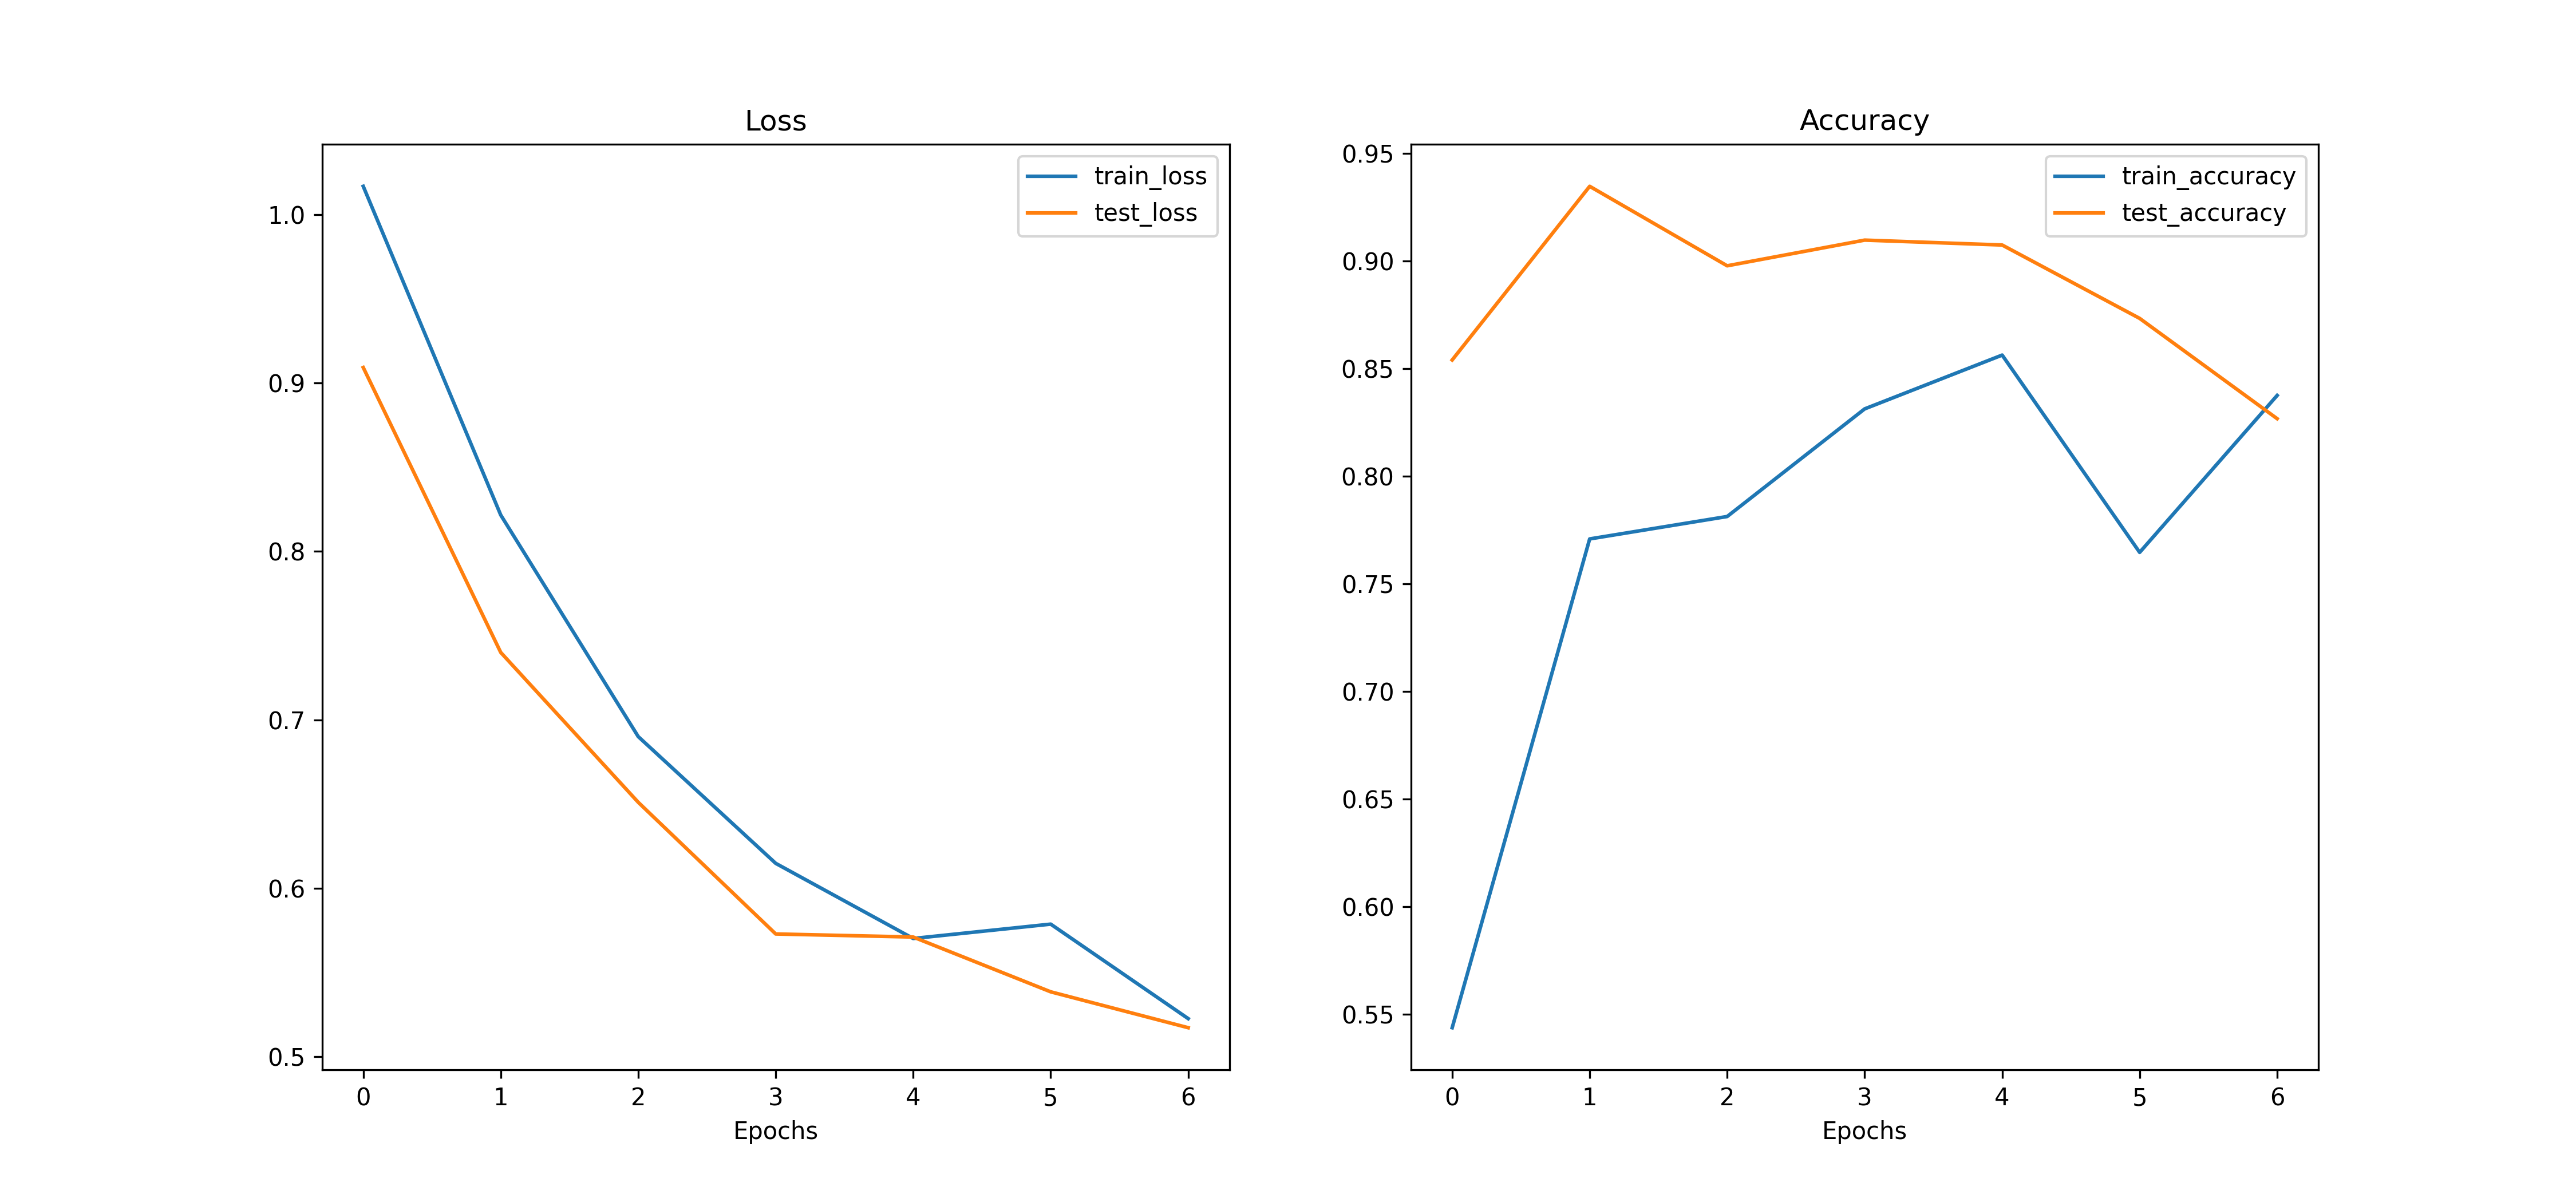 Loss
train_loss
test_loss
1.0
0.9
0.8
0.7
0.6
0.5
0 1 2 3 4 5 6
Epochs
Accuracy
train_accuracy
test_accuracy
0.95
0.90
0.85
0.80
0.75
0.70
0.65
0.60
0.55
0 1 2 3 4 5 6
Epochs